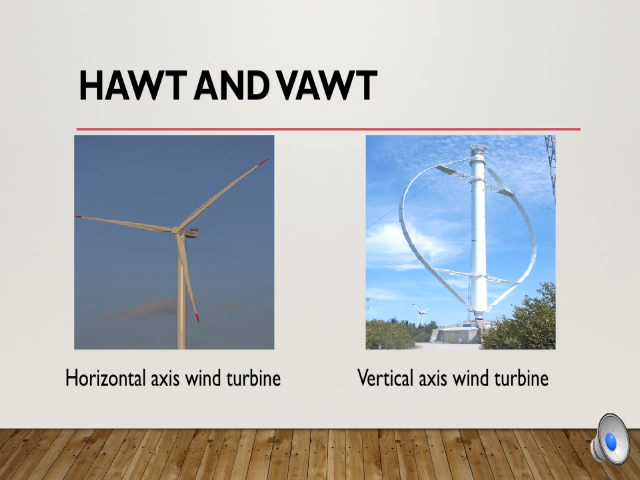 HAWT AND VAWT
Horizontal axis wind turbine
Vertical axis wind turbine